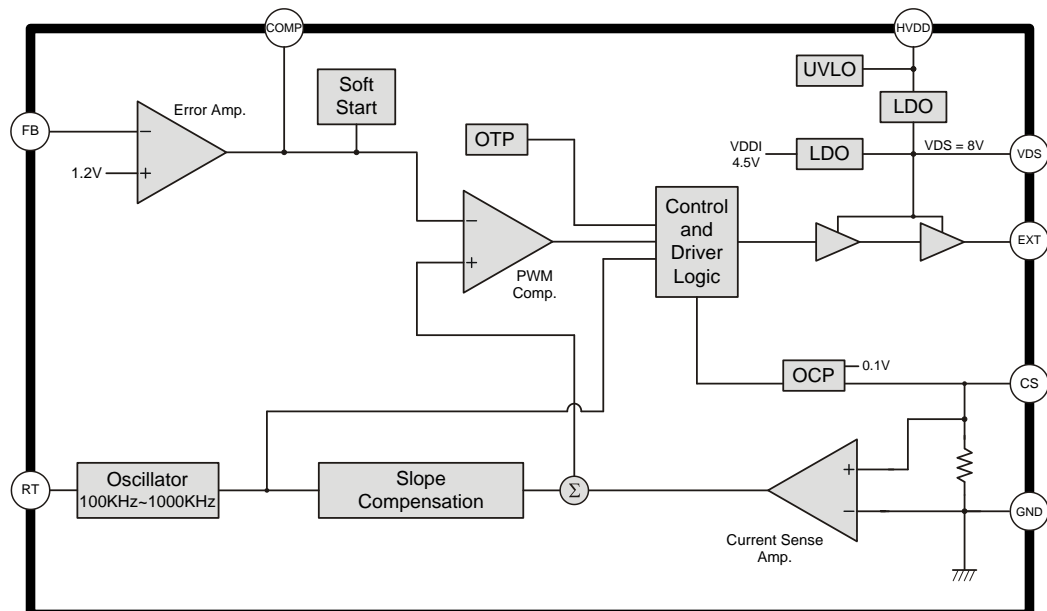 COMP
HVDD
Soft
Start
UVLO
LDO
Error Amp.
FB
−
+
1.2V
OTP
VDDI
4.5V
LDO
VDS = 8V
VDS
Control
and
Driver
Logic
−
+
PWM
Comp.
EXT
OCP
0.1V
CS
RT
Oscillator
100KHz~1000KHz
Slope
Compensation
Σ
+
−
Current Sense
Amp.
GND